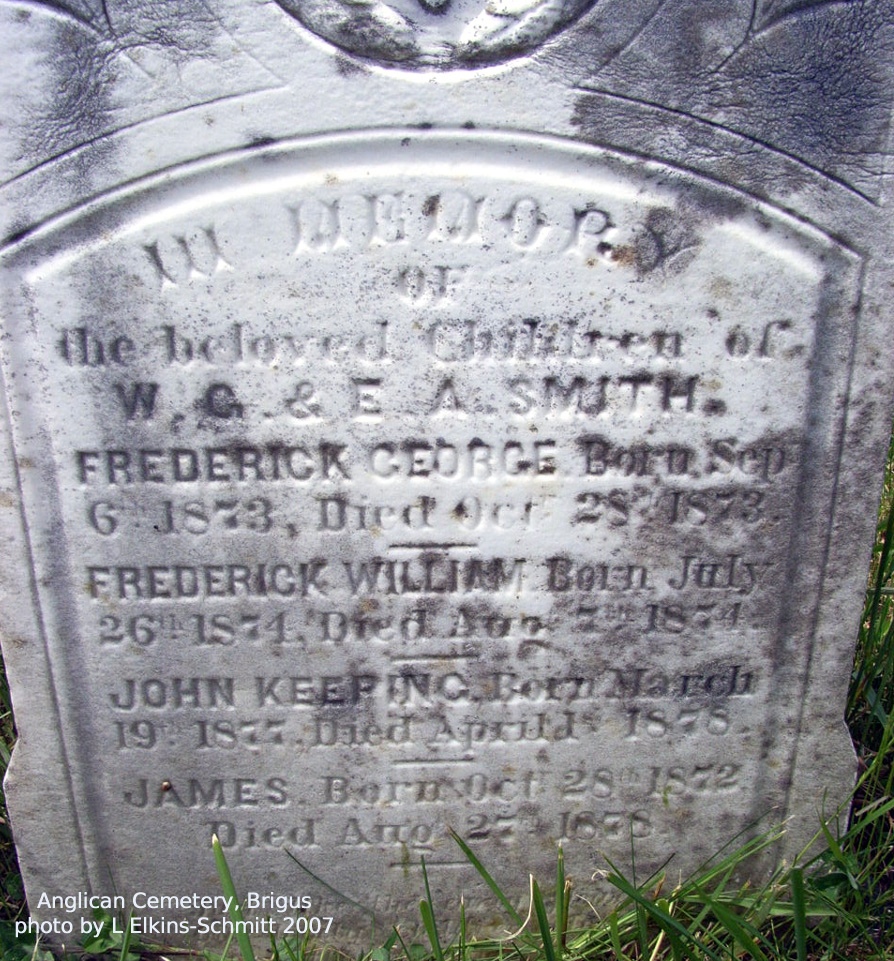 IN MEMORY
OF
the beloved Children of
W. G. & E. A. SMITH.
FREDERICK GEORGE Born Sep
6th 1873, Died Oct 28th 1873.
FREDERICK WILLIAM Born July
26th 1874, Died Aug 7th 1874.
JOHN KEEPING, Born March
19th 1877, Died April 1st 1878.
JAMES. Born Oct 28th 1872
Died Aug 27th 1878.
Anglican Cemetery, Brigus
photo by L Elkins-Schmitt 2007